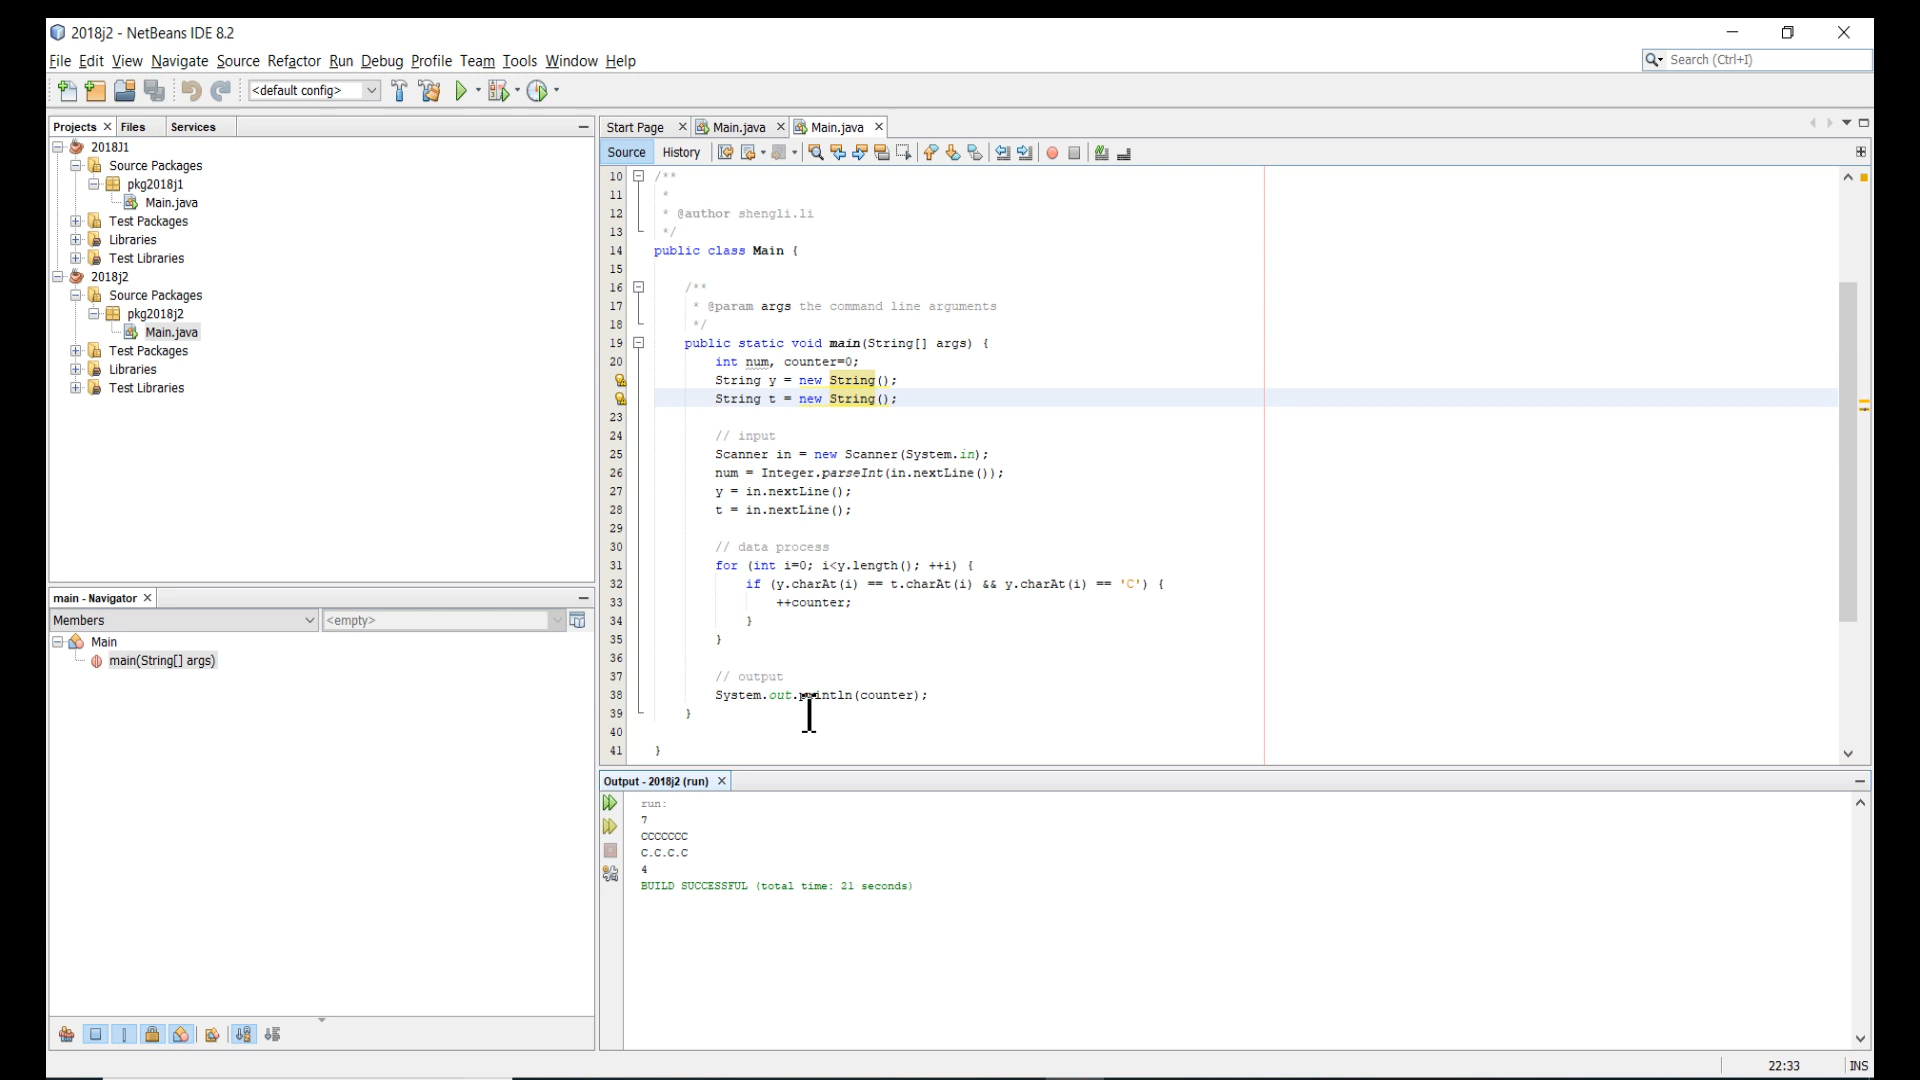 2018j2 - NetBeans IDE 8.2
File Edit View Navigate Source Refactor Run Debug Profile Team Tools Window Help
Search (Ctrl+I)
<default config>
Projects Files Services
2018J1
Source Packages
pkg2018j1
Main.java
Test Packages
Libraries
Test Libraries
2018j2
Source Packages
pkg2018j2
Main.java
Test Packages
Libraries
Test Libraries
main - Navigator
Members <empty>
Main
main(String[] args)
Start Page Main.java Main.java
Source History
10 /**
11 *
12 * @author shengli.li
13 */
14 public class Main {
15
16 /**
17 * @param args the command line arguments
18 */
19 public static void main(String[] args) {
20 int num, counter=0;
String y = new String();
String t = new String();
23
24 // input
25 Scanner in = new Scanner(System.in);
26 num = Integer.parseInt(in.nextLine());
27 y = in.nextLine();
28 t = in.nextLine();
29
30 // data process
31 for (int i=0; i<y.length(); ++i) {
32 if (y.charAt(i) == t.charAt(i) && y.charAt(i) == 'C') {
33 ++counter;
34 }
35 }
36
37 // output
38 System.out.println(counter);
39 }
40
41 }
Output - 2018j2 (run)
run:
7
CCCCCCC
C.C.C.C
4
BUILD SUCCESSFUL (total time: 21 seconds)
22:33 INS